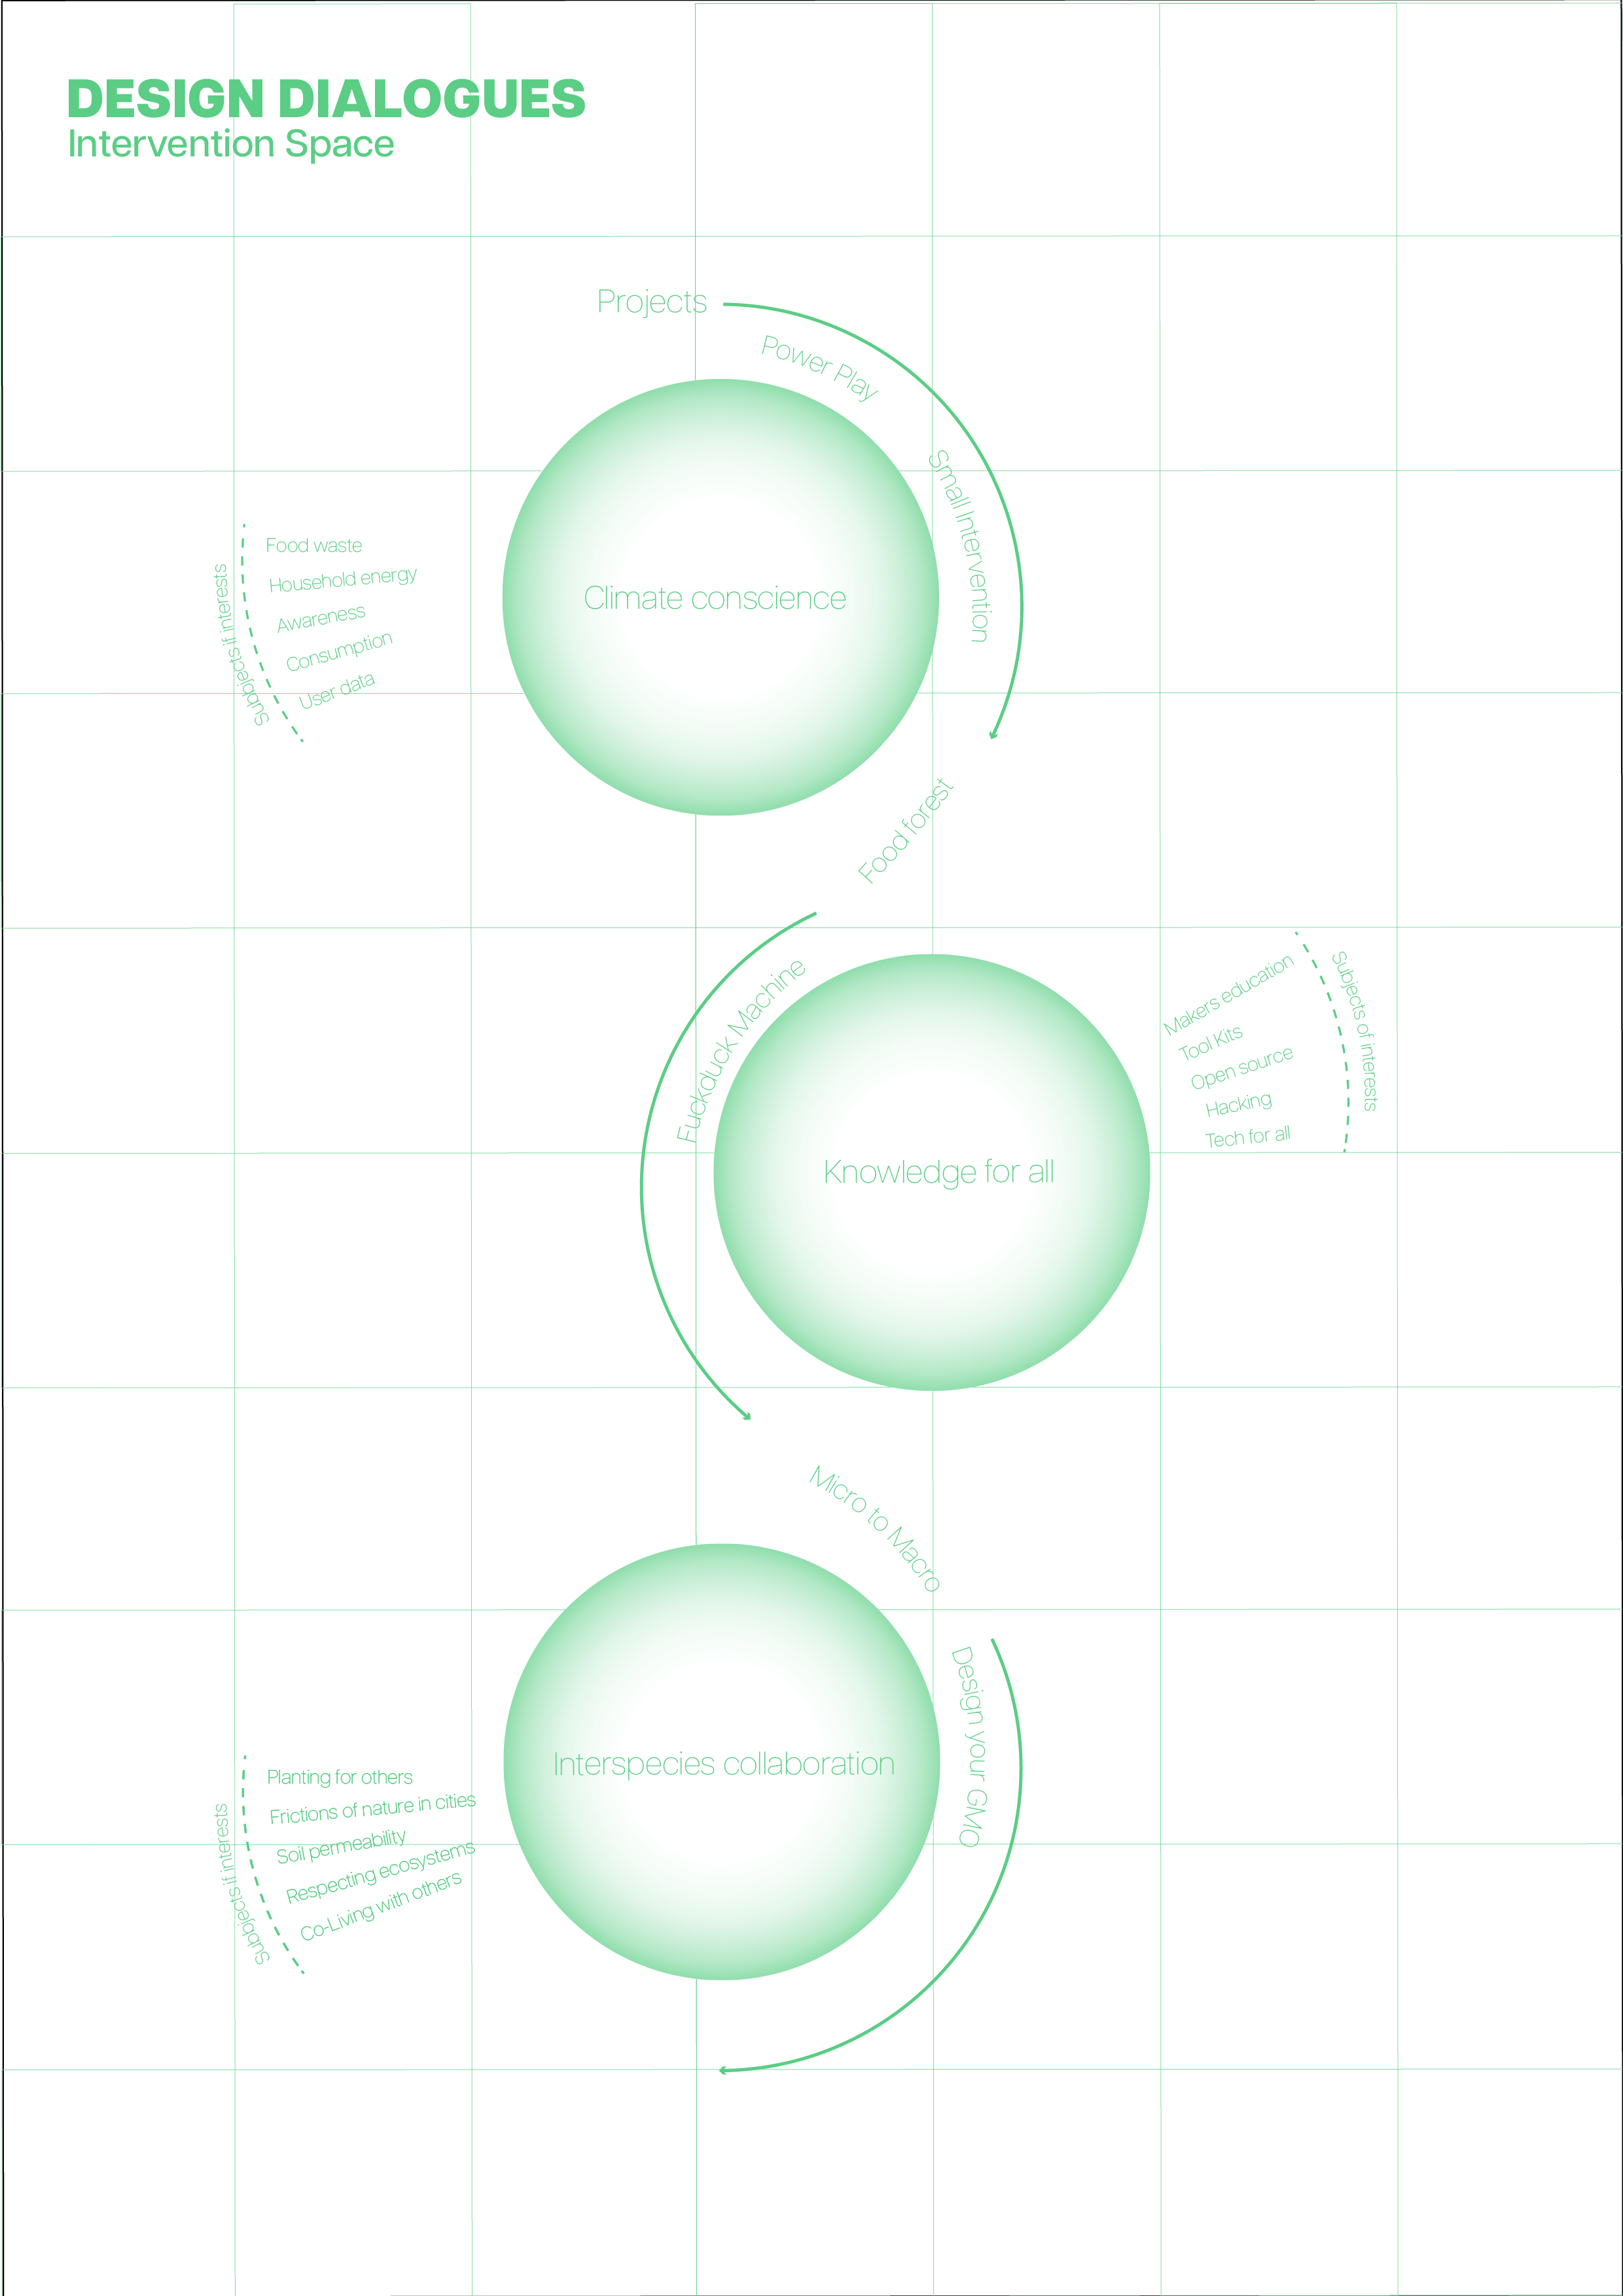 DESIGN DIALOGUES
Intervention Space
Projects
Power Play
Small Intervention
Climate conscience
Subbjects if interests
Food waste
Household energy
Awareness
Consumption
User data
Food forest
Fuckduck Machine
Knowledge for all
Makers education
Tool Kits
Open source
Hacking
Tech for all
Subjects of interests
Micro to Macro
Design your GMO
Interspecies collaboration
Subbjects if interests
Planting for others
Frictions of nature in cities
Soil permeability
Respecting ecosystems
Co-Living with others